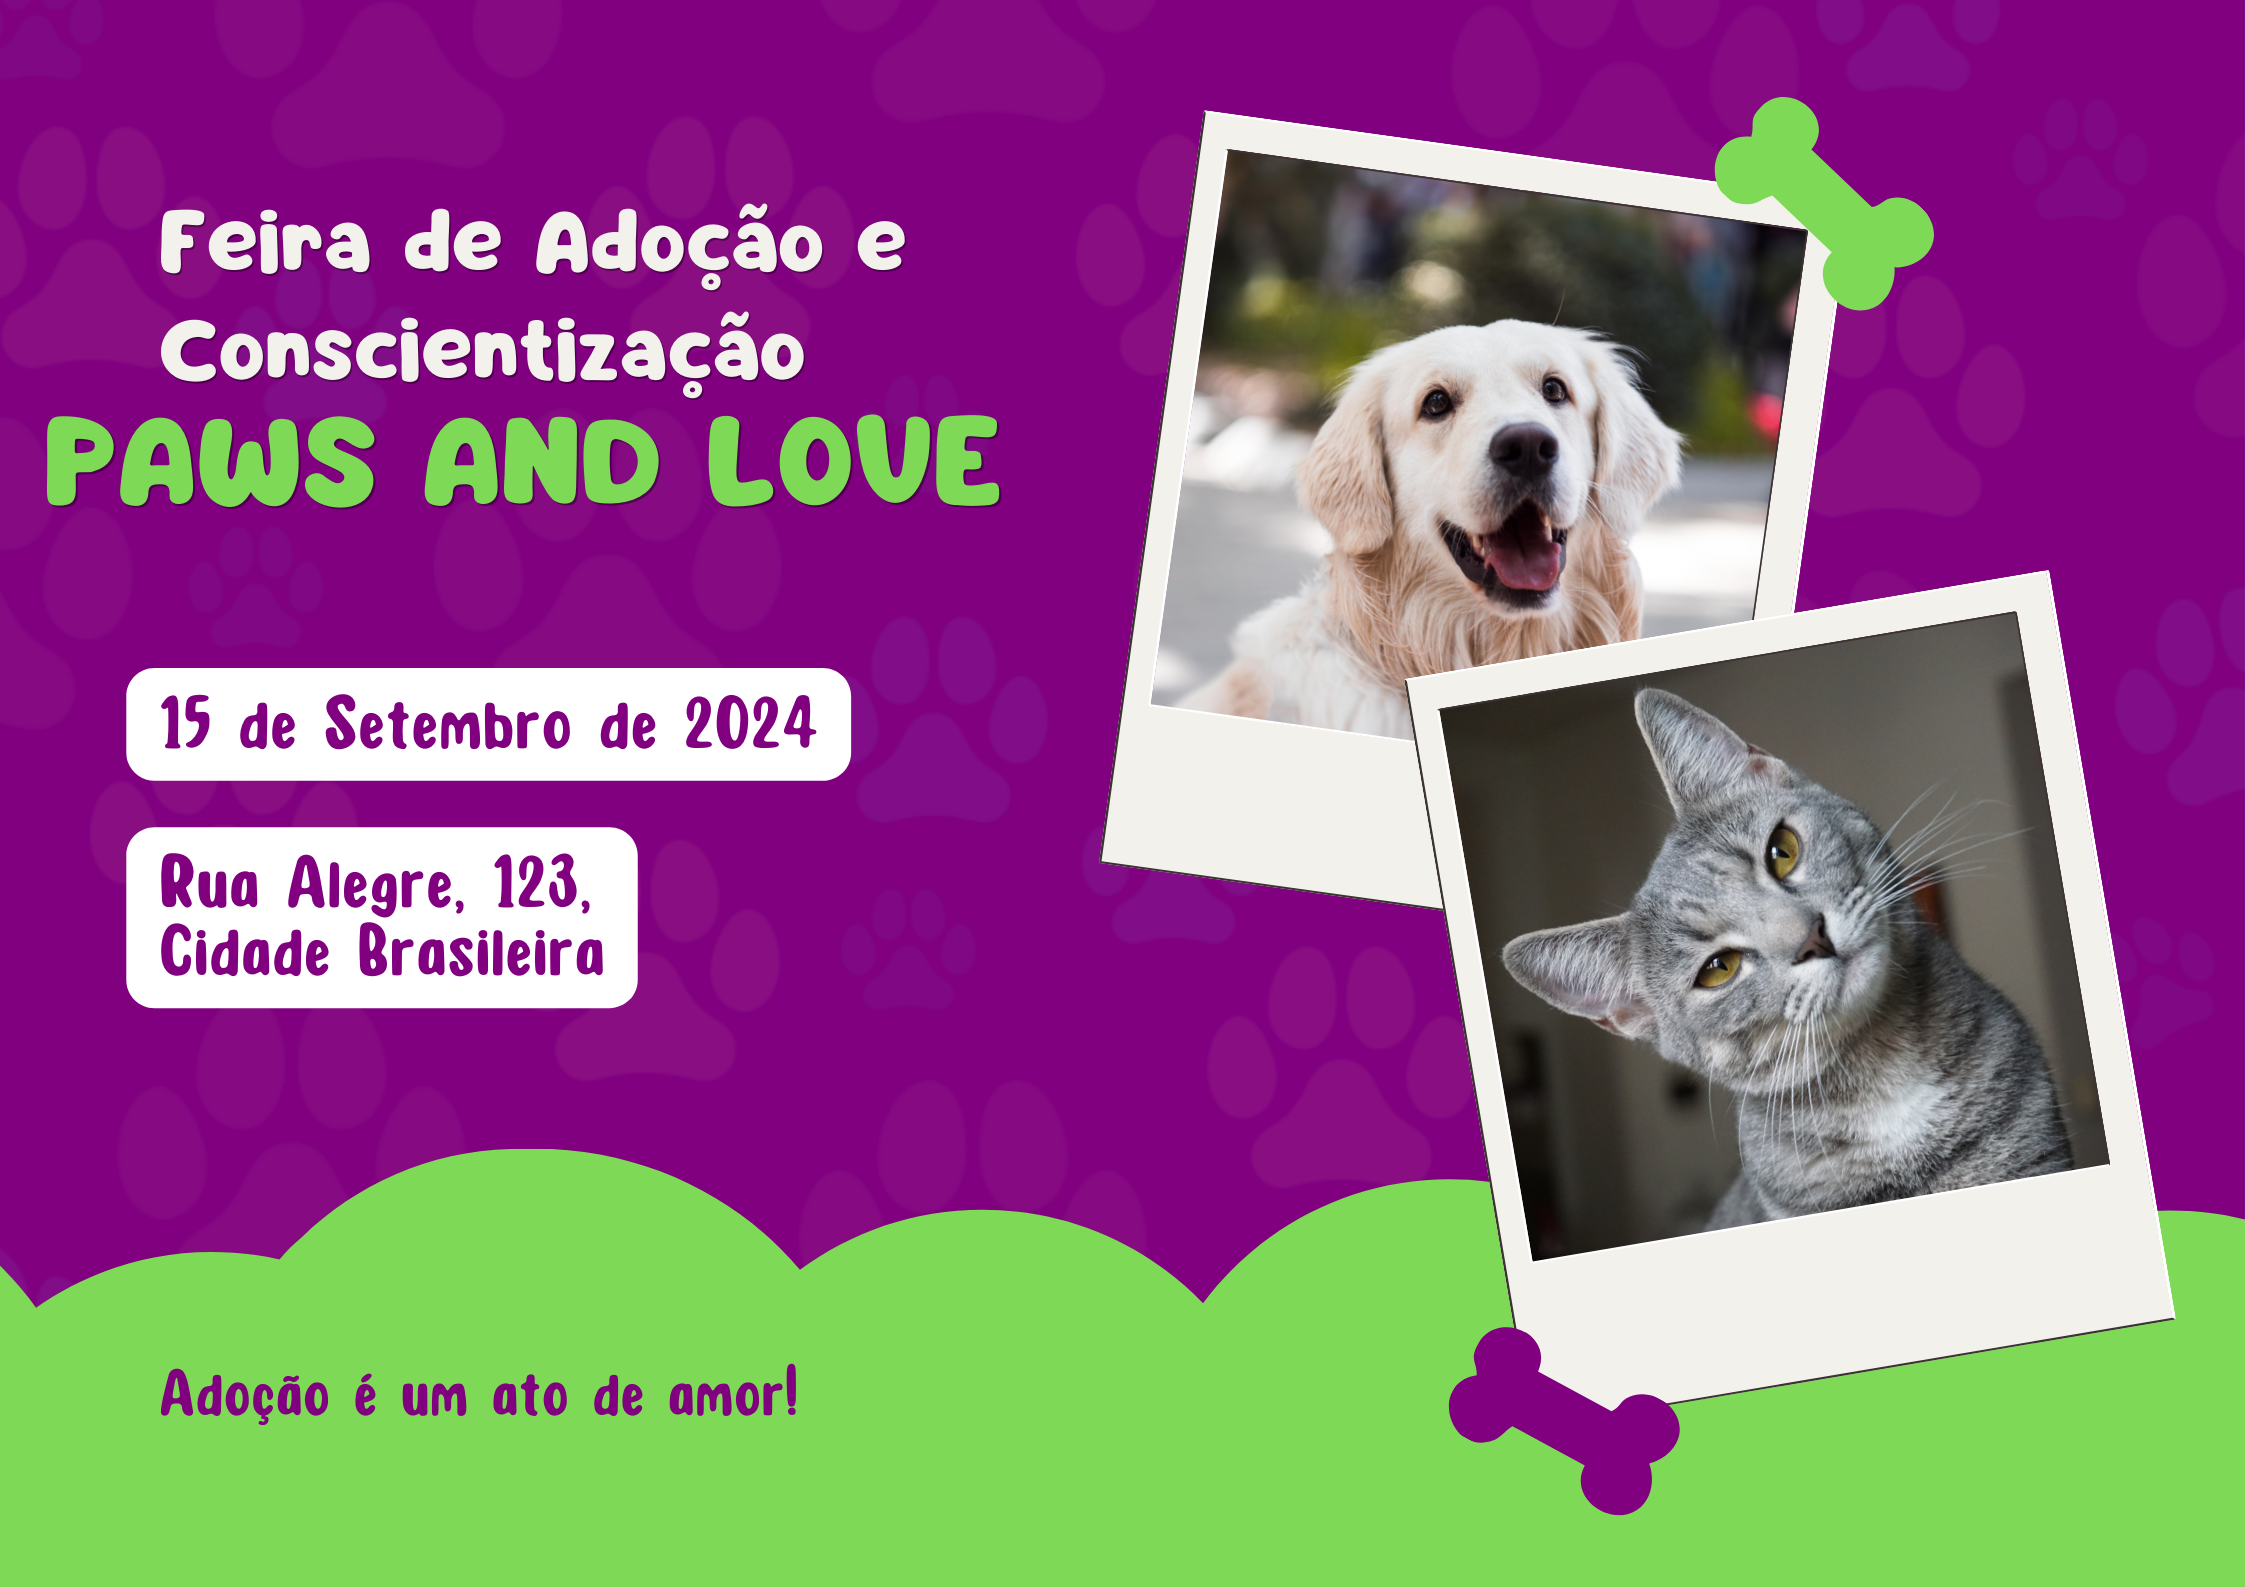 Feira de Adoção e
Conscientização
PAWS AND LOVE
15 de Setembro de 2024
Rua Alegre, 123,
Cidade Brasileira
Adoção é um ato de amor!